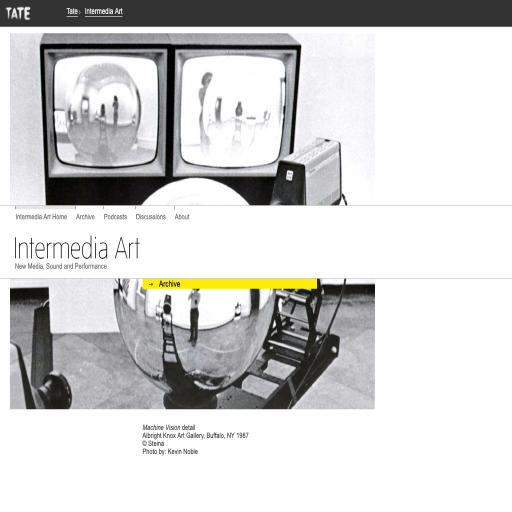 TATE
Tate › Intermedia Art
Intermedia Art Home Archive Podcasts Discussions About
Intermedia Art
New Media, Sound and Performance
→ Archive
Machine Vision detail
Albright Knox Art Gallery, Buffalo, NY 1987
© Steina
Photo by: Kevin Noble